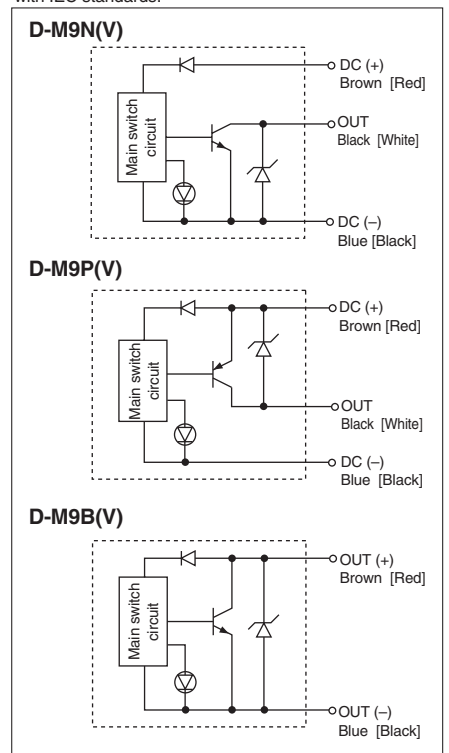 with IEC standards.
D-M9N(V)
DC (+)
Brown [Red]
Main switch
circuit
OUT
Black [White]
DC (–)
Blue [Black]
D-M9P(V)
DC (+)
Brown [Red]
Main switch
circuit
OUT
Black [White]
DC (–)
Blue [Black]
D-M9B(V)
OUT (+)
Brown [Red]
Main switch
circuit
OUT (–)
Blue [Black]